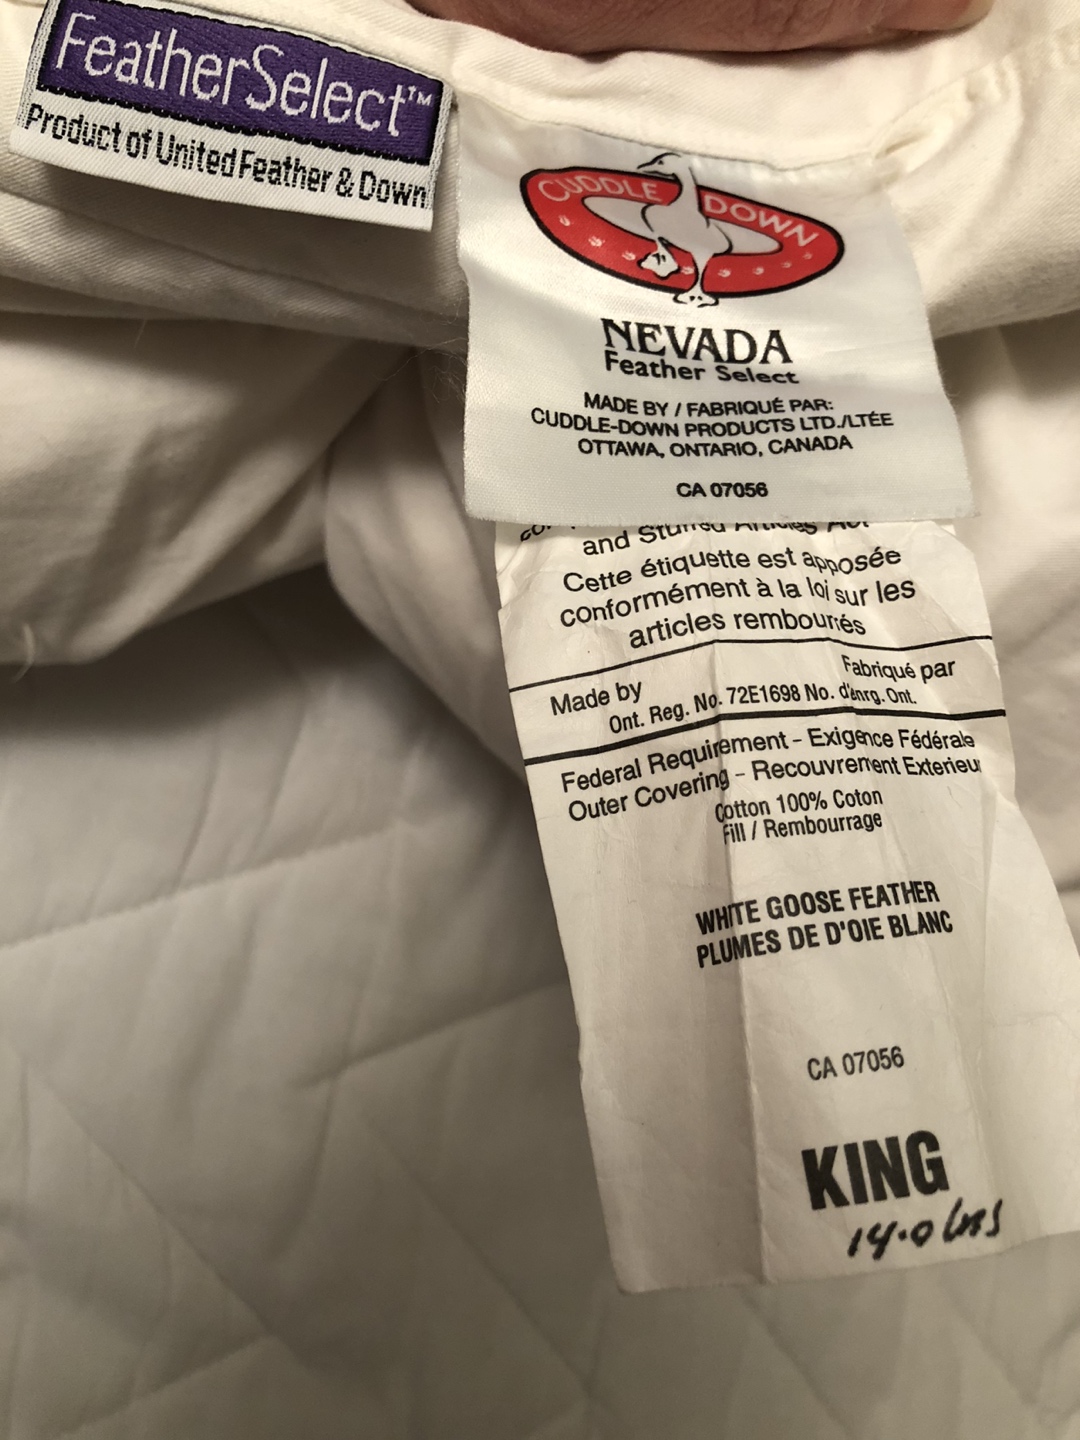 FeatherSelect™
Product of United Feather & Down
CUDDLE DOWN
NEVADA
Feather Select
MADE BY / FABRIQUÉ PAR:
CUDDLE-DOWN PRODUCTS LTD./LTÉE
OTTAWA, ONTARIO, CANADA
CA 07056
and Stuffed Articles Act
Cette étiquette est apposée
conformément à la loi sur les
articles rembourrés
Made by Fabriqué par
Ont. Reg. No. 72E1698 No. d'enrg. Ont.
Federal Requirement - Exigence Fédérale
Outer Covering - Recouvrement Exterieur
Cotton 100% Coton
Fill / Rembourrage
WHITE GOOSE FEATHER
PLUMES DE D'OIE BLANC
CA 07056
KING
14.0